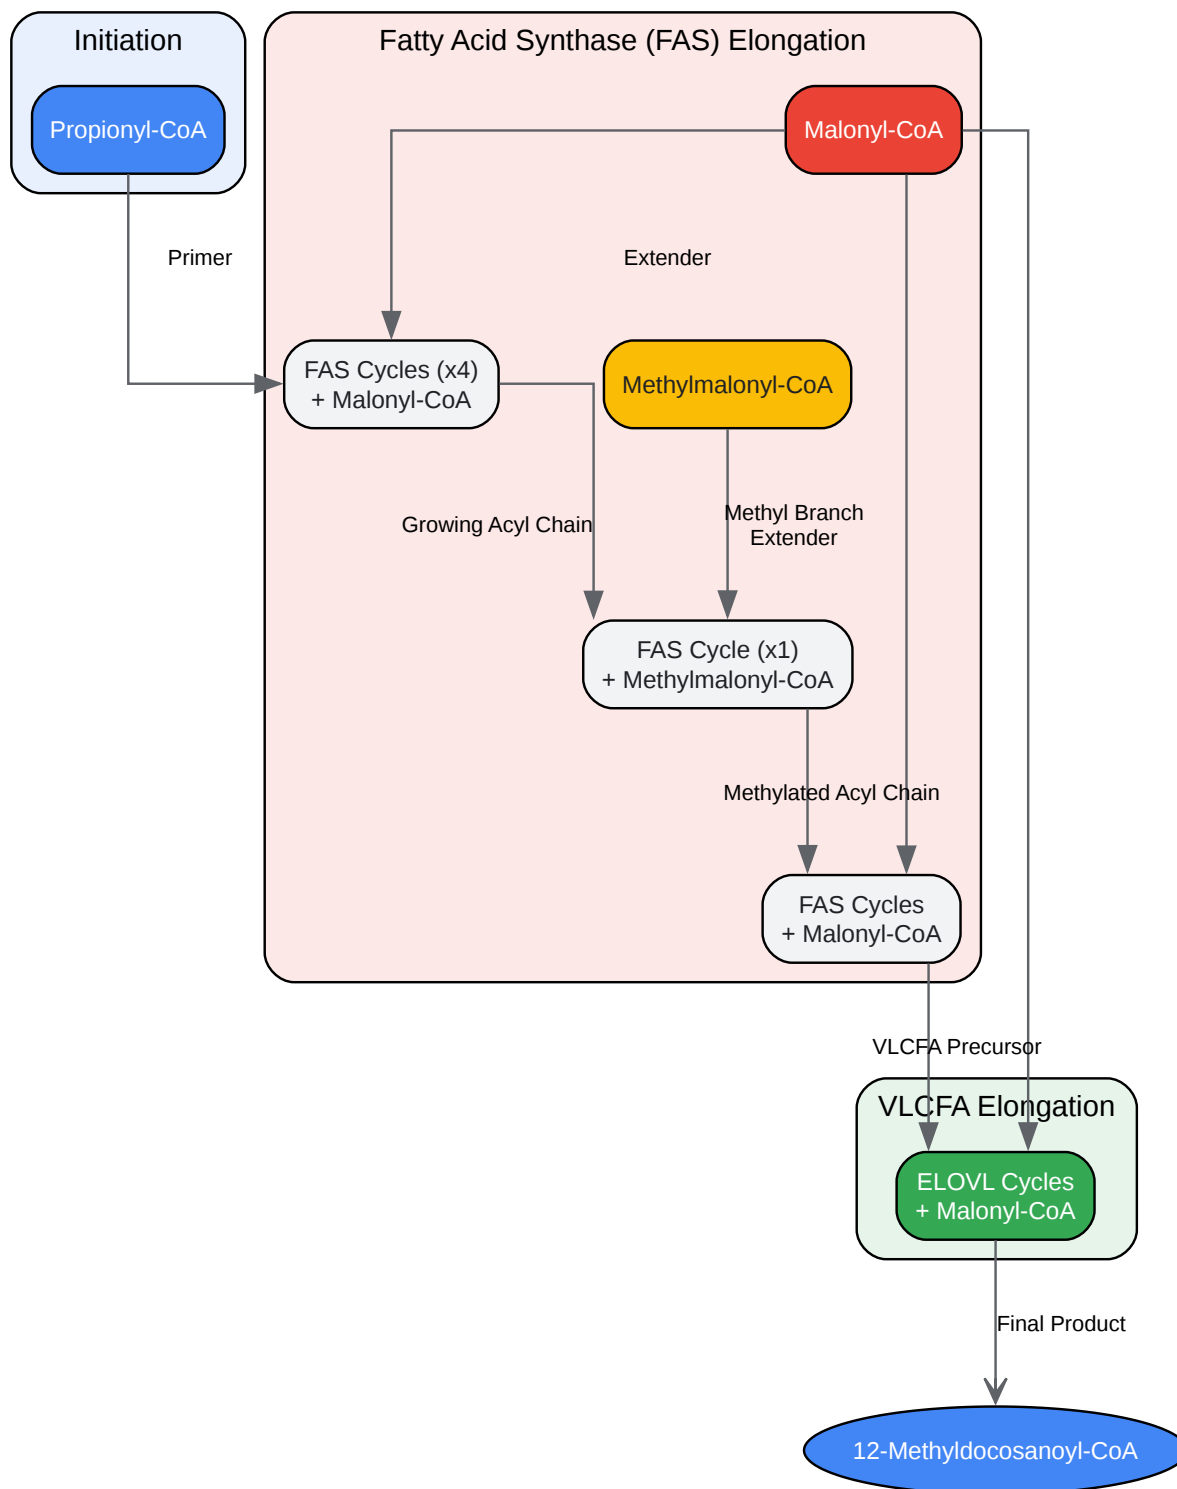 Initiation
Fatty Acid Synthase (FAS) Elongation
Propionyl-CoA
Malonyl-CoA
Primer
Extender
FAS Cycles (x4)
+ Malonyl-CoA
Methylmalonyl-CoA
Growing Acyl Chain
Methyl Branch
Extender
FAS Cycle (x1)
+ Methylmalonyl-CoA
Methylated Acyl Chain
FAS Cycles
+ Malonyl-CoA
VLCFA Precursor
VLCFA Elongation
ELOVL Cycles
+ Malonyl-CoA
Final Product
12-Methyldocosanoyl-CoA